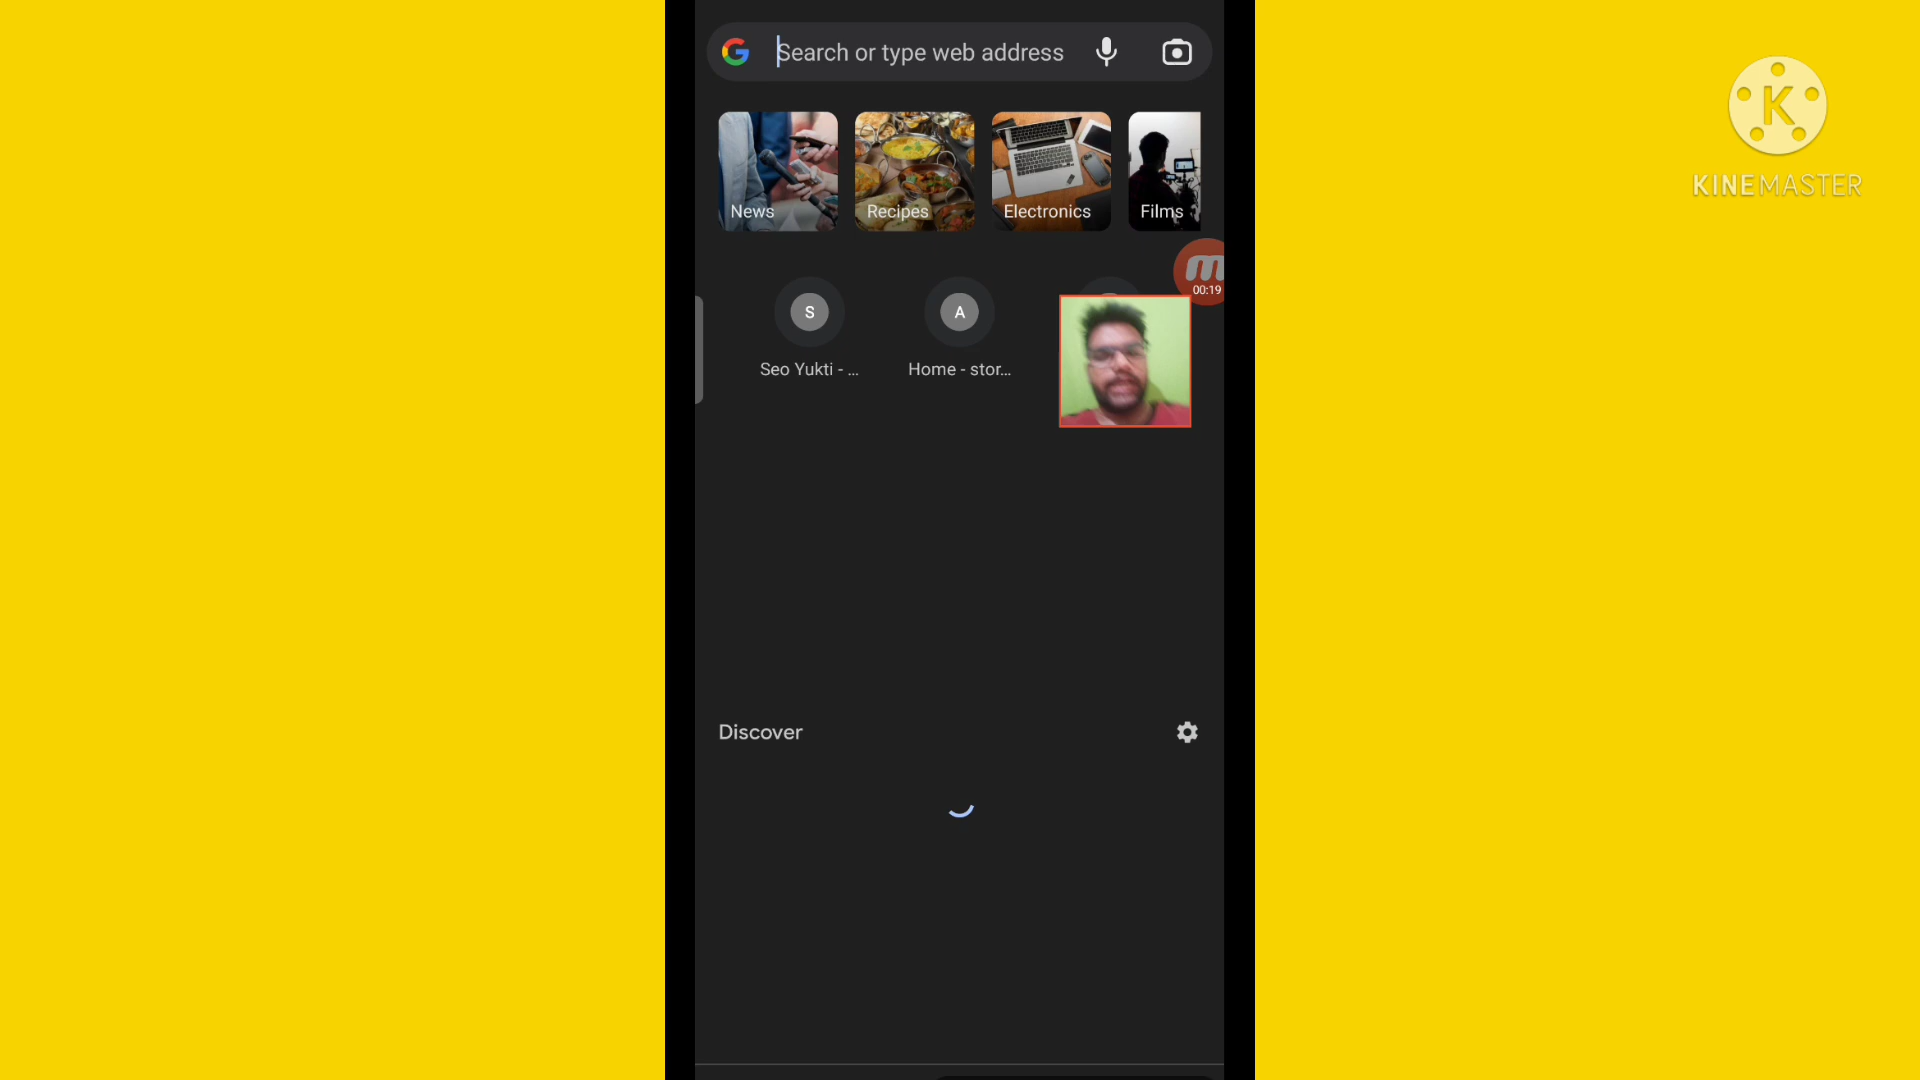 Search or type web address
News
Recipes
Electronics
Films
K
KINEMASTER
m
00:19
S
A
Seo Yukti - ...
Home - stor...
Discover